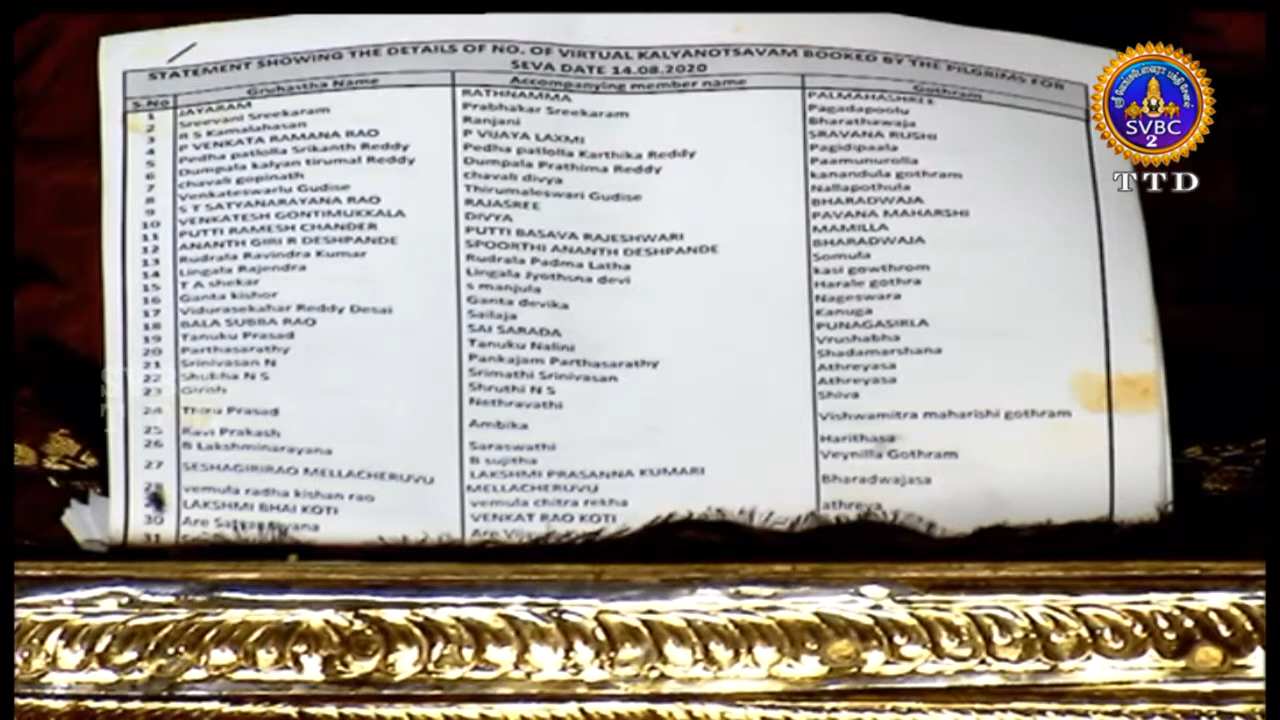 STATEMENT SHOWING THE DETAILS OF NO. OF VIRTUAL KALYANOTSAVAM BOOKED BY THE PILGRIMS FOR
SEVA DATE 14.08.2020
S.No Gruhastha Name Accompanying member name Gothram
1 JAYARAM RATHNAMMA PALMAHASHRI
2 Sreevani Sreekaram Prabhakar Sreekaram Pagadapoolu
3 R S Kamalahasan Ranjani Bharathawaja
4 P VENKATA RAMANA RAO P VIJAYA LAXMI SRAVANA RUSHI
5 Pedha patlolla Srikanth Reddy Pedha patlolla Karthika Reddy Pagidipaala
6 Dumpala kalyan tirumal Reddy Dumpala Prathima Reddy Paamunurolla
7 chavali gopinath chavali divya kanandula gothram
8 Venkateswarlu Gudise Thirumaleswari Gudise Nallapothula
9 S T SATYANARAYANA RAO RAJASREE BHARADWAJA
10 VENKATESH GONTIMUKKALA DIVYA PAVANA MAHARSHI
11 PUTTI RAMESH CHANDER PUTTI BASAVA RAJESHWARI MAMILLA
12 ANANTH GIRI R DESHPANDE SPOORTHI ANANTH DESHPANDE BHARADWAJA
13 Rudrala Ravindra Kumar Rudrala Padma Latha Somula
14 Lingala Rajendra Lingala Jyothsna devi kasi gowthrom
15 T A shekar s manjula Harale gothra
16 Ganta kishor Ganta devika Nageswara
17 Vidurasekahar Reddy Desai Sailaja Kanuga
18 BALA SUBBA RAO SAI SARADA PUNAGASIRLA
19 Tanuku Prasad Tanuku Nalini Vrushabha
20 Parthasarathy Pankajam Parthasarathy Shadamarshana
21 Srinivasan N Srimathi Srinivasan Athreyasa
22 Shubha N S Shruthi N S Athreyasa
23 Girish Nethravathi Shiva
24 Thiru Prasad Ambika Vishwamitra maharishi gothram
25 Ravi Prakash Saraswathi Harithasa
26 B Lakshminarayana B sujitha Veynilla Gothram
27 SESHAGIRIRAO MELLACHERUVU LAKSHMI PRASANNA KUMARI
MELLACHERUVU Bharadwajasa
vemula radha kishan rao vemula chitra rekha athreya
LAKSHMI BHAI KOTI VENKAT RAO KOTI
30 Are
31
SVBC
2
TTD